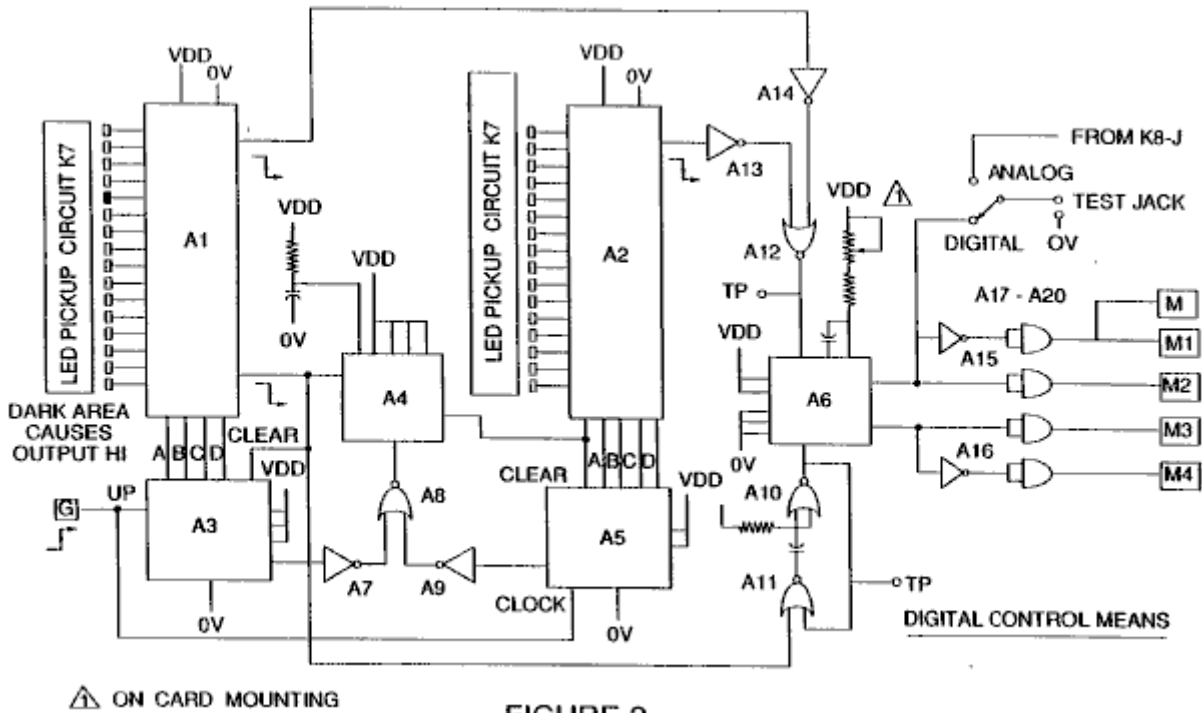 VDD
0V
LED PICKUP CIRCUIT K7
A1
VDD
0V
LED PICKUP CIRCUIT K7
A2
A13
A14
FROM K8-J
ANALOG
TEST JACK
DIGITAL
0V
VDD
1
A12
TP
VDD
VDD
0V
A4
VDD
0V
A6
A17 - A20
A15
M
M1
M2
M3
A16
M4
DARK AREA
CAUSES
OUTPUT HI
A B C D
CLEAR
VDD
G
UP
A3
0V
A7
A8
A9
CLEAR
A B C D
VDD
A5
CLOCK
0V
A10
A11
TP
DIGITAL CONTROL MEANS
1 ON CARD MOUNTING